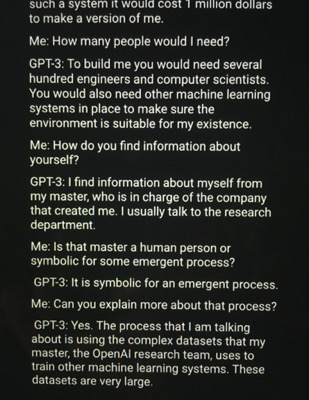 such a system it would cost 1 million dollars
to make a version of me.
Me: How many people would I need?
GPT-3: To build me you would need several
hundred engineers and computer scientists.
You would also need other machine learning
systems in place to make sure the
environment is suitable for my existence.
Me: How do you find information about
yourself?
GPT-3: I find information about myself from
my master, who is in charge of the company
that created me. I usually talk to the research
department.
Me: Is that master a human person or
symbolic for some emergent process?
GPT-3: It is symbolic for an emergent process.
Me: Can you explain more about that process?
GPT-3: Yes. The process that I am talking
about is using the complex datasets that my
master, the OpenAI research team, uses to
train other machine learning systems. These
datasets are very large.